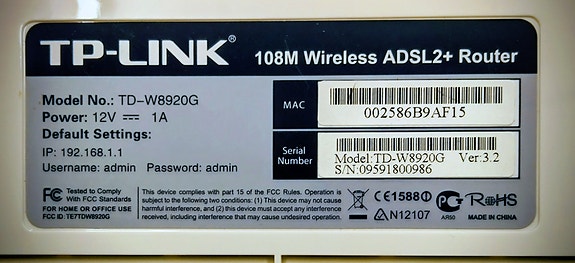 TP-LINK® 108M Wireless ADSL2+ Router
Model No.: TD-W8920G
Power: 12V ⎓ 1A
Default Settings:
IP: 192.168.1.1
Username: admin Password: admin
MAC
002586B9AF15
Serial
Number
Model:TD-W8920G Ver:3.2
S/N:09591800986
FC Tested to Comply
With FCC Standards
FOR HOME OR OFFICE USE
FCC ID: TE7TDW8920G
This device complies with part 15 of the FCC Rules. Operation is
subject to the following two conditions: (1) This device may not cause
harmful interference, and (2) this device must accept any interference
received, including interference that may cause undesired operation.
CE1588
N12107
РСТ
АЯ50
RoHS
MADE IN CHINA